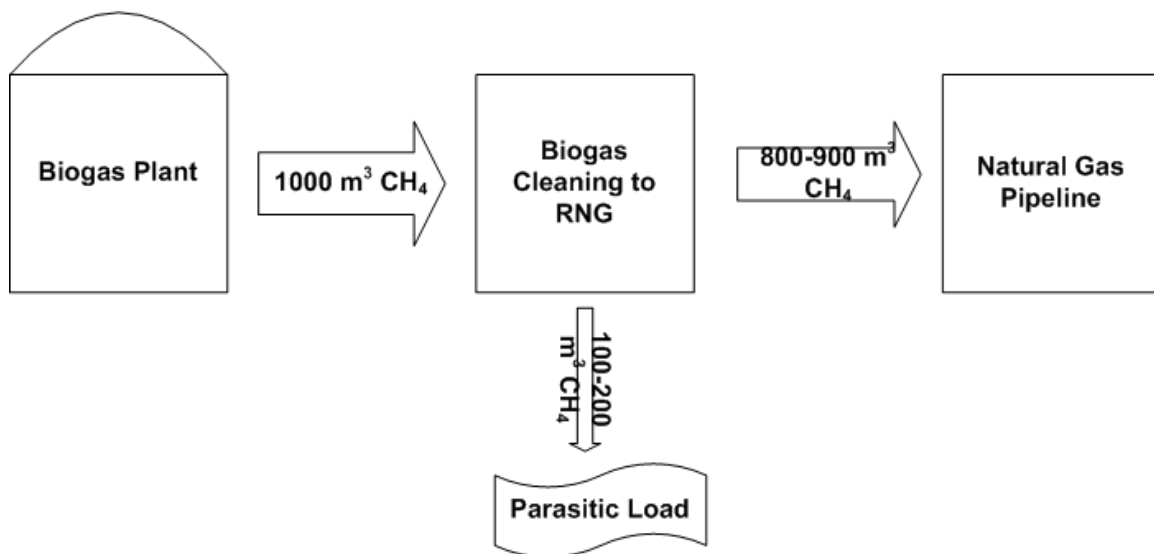 Biogas Plant
1000 m³ CH₄
Biogas
Cleaning to
RNG
800-900 m³
CH₄
Natural Gas
Pipeline
100-200
m³ CH₄
Parasitic Load